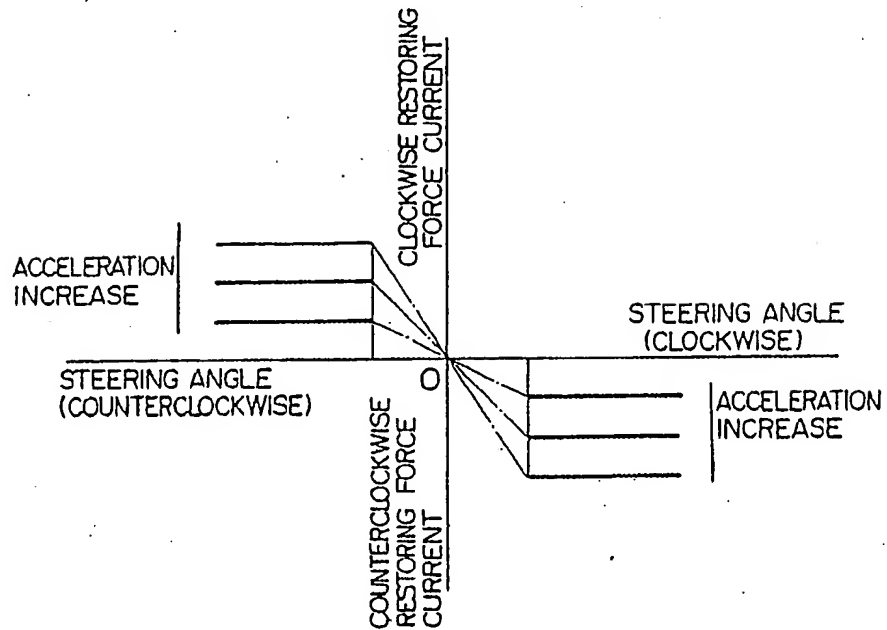 CLOCKWISE RESTORING
FORCE CURRENT
ACCELERATION
INCREASE
STEERING ANGLE
(CLOCKWISE)
STEERING ANGLE
(COUNTERCLOCKWISE)
O
ACCELERATION
INCREASE
COUNTERCLOCKWISE
RESTORING FORCE
CURRENT